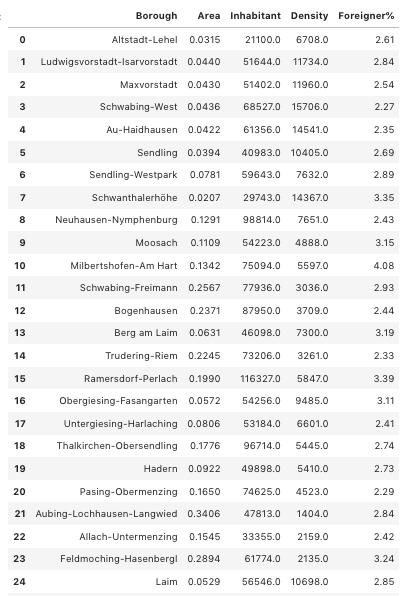 Borough Area Inhabitant Density Foreigner%
0 Altstadt-Lehel 0.0315 21100.0 6708.0 2.61
1 Ludwigsvorstadt-Isarvorstadt 0.0440 51644.0 11734.0 2.84
2 Maxvorstadt 0.0430 51402.0 11960.0 2.54
3 Schwabing-West 0.0436 68527.0 15706.0 2.27
4 Au-Haidhausen 0.0422 61356.0 14541.0 2.35
5 Sendling 0.0394 40983.0 10405.0 2.69
6 Sendling-Westpark 0.0781 59643.0 7632.0 2.89
7 Schwanthalerhöhe 0.0207 29743.0 14367.0 3.35
8 Neuhausen-Nymphenburg 0.1291 98814.0 7651.0 2.43
9 Moosach 0.1109 54223.0 4888.0 3.15
10 Milbertshofen-Am Hart 0.1342 75094.0 5597.0 4.08
11 Schwabing-Freimann 0.2567 77936.0 3036.0 2.93
12 Bogenhausen 0.2371 87950.0 3709.0 2.44
13 Berg am Laim 0.0631 46098.0 7300.0 3.19
14 Trudering-Riem 0.2245 73206.0 3261.0 2.33
15 Ramersdorf-Perlach 0.1990 116327.0 5847.0 3.39
16 Obergiesing-Fasangarten 0.0572 54256.0 9485.0 3.11
17 Untergiesing-Harlaching 0.0806 53184.0 6601.0 2.41
18 Thalkirchen-Obersendling 0.1776 96714.0 5445.0 2.74
19 Hadern 0.0922 49898.0 5410.0 2.73
20 Pasing-Obermenzing 0.1650 74625.0 4523.0 2.29
21 Aubing-Lochhausen-Langwied 0.3406 47813.0 1404.0 2.84
22 Allach-Untermenzing 0.1545 33355.0 2159.0 2.42
23 Feldmoching-Hasenbergl 0.2894 61774.0 2135.0 3.24
24 Laim 0.0529 56546.0 10698.0 2.85